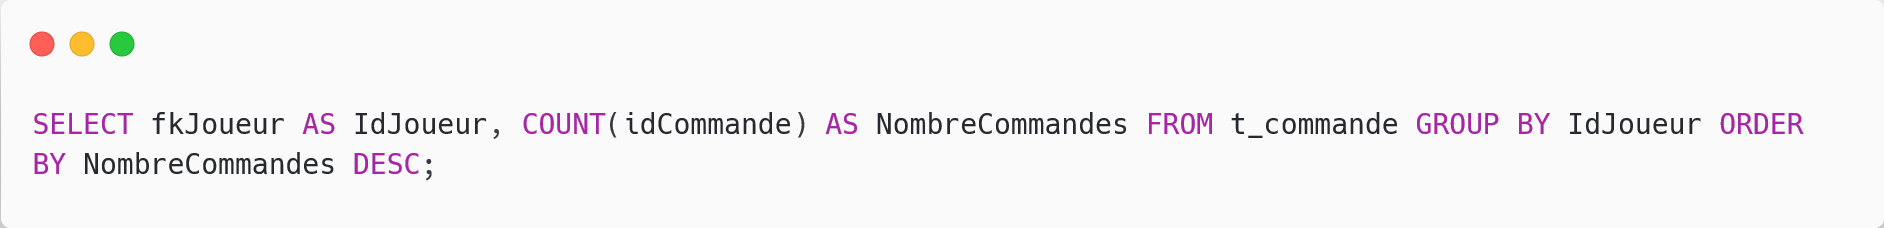 SELECT fkJoueur AS IdJoueur, COUNT(idCommande) AS NombreCommandes FROM t_commande GROUP BY IdJoueur ORDER
BY NombreCommandes DESC;